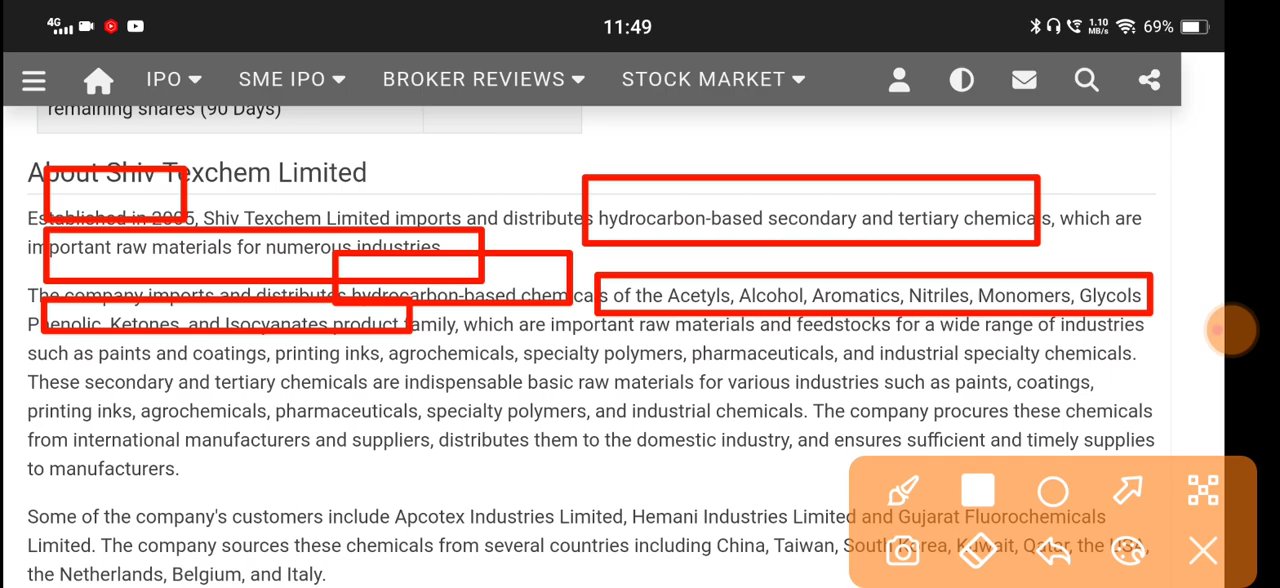 4G 11:49 1.10 MB/s 69%
IPO SME IPO BROKER REVIEWS STOCK MARKET
remaining shares (90 Days)
About Shiv Texchem Limited
Established in 2005, Shiv Texchem Limited imports and distributes hydrocarbon-based secondary and tertiary chemicals, which are
important raw materials for numerous industries.
The company imports and distributes hydrocarbon-based chemicals of the Acetyls, Alcohol, Aromatics, Nitriles, Monomers, Glycols
Phenolic, Ketones, and Isocyanates product family, which are important raw materials and feedstocks for a wide range of industries
such as paints and coatings, printing inks, agrochemicals, specialty polymers, pharmaceuticals, and industrial specialty chemicals.
These secondary and tertiary chemicals are indispensable basic raw materials for various industries such as paints, coatings,
printing inks, agrochemicals, pharmaceuticals, specialty polymers, and industrial chemicals. The company procures these chemicals
from international manufacturers and suppliers, distributes them to the domestic industry, and ensures sufficient and timely supplies
to manufacturers.
Some of the company's customers include Apcotex Industries Limited, Hemani Industries Limited and Gujarat Fluorochemicals
Limited. The company sources these chemicals from several countries including China, Taiwan, South Korea, Kuwait, Qatar, the USA,
the Netherlands, Belgium, and Italy.